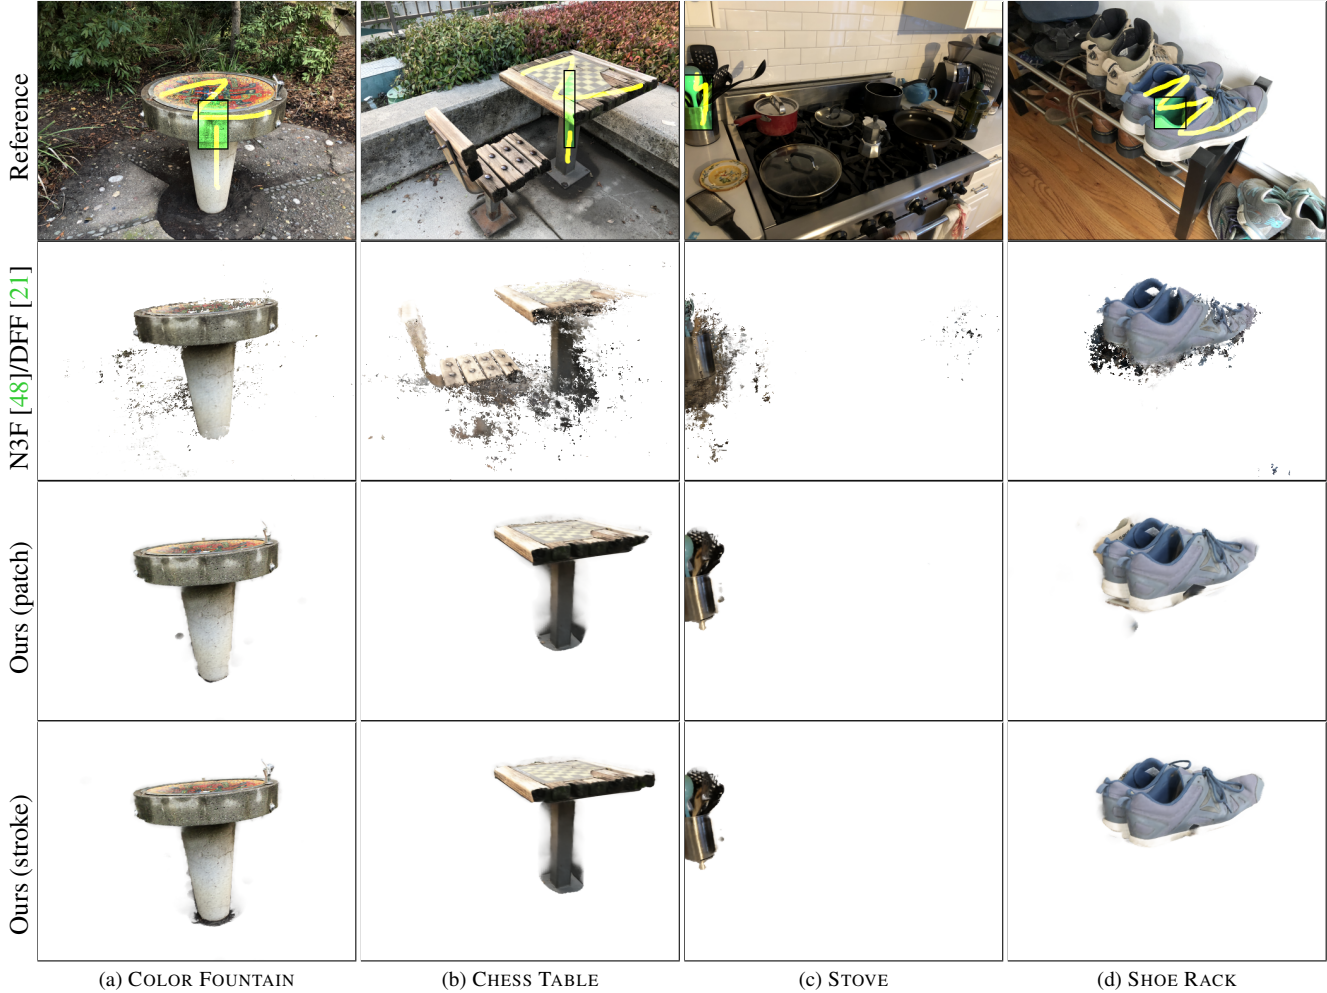 Reference
N3F [48]/DFF [21]
Ours (patch)
Ours (stroke)
(a) COLOR FOUNTAIN
(b) CHESS TABLE
(c) STOVE
(d) SHOE RACK